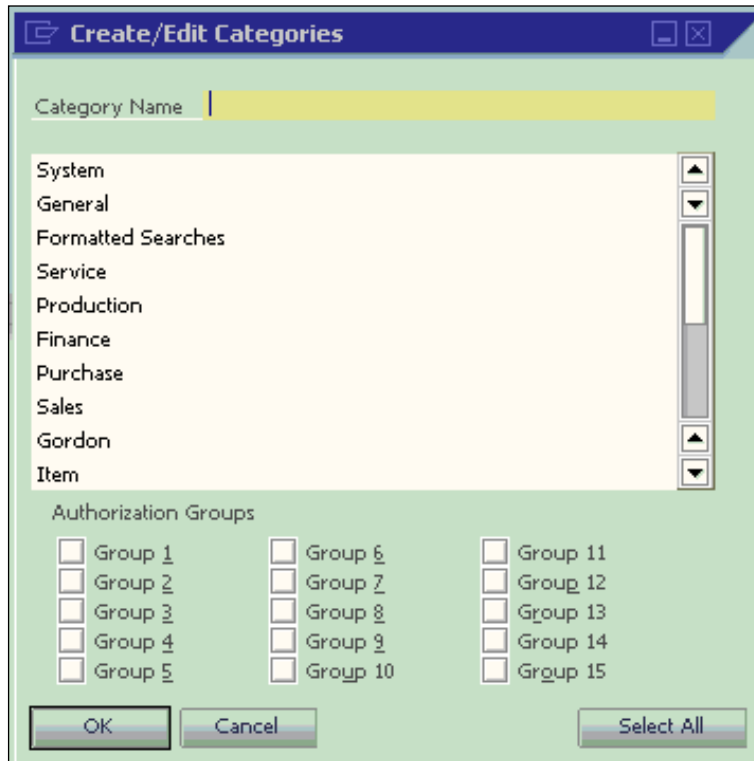 Create/Edit Categories
Category Name
System
General
Formatted Searches
Service
Production
Finance
Purchase
Sales
Gordon
Item
Authorization Groups
Group 1 Group 6 Group 11
Group 2 Group 7 Group 12
Group 3 Group 8 Group 13
Group 4 Group 9 Group 14
Group 5 Group 10 Group 15
OK Cancel Select All